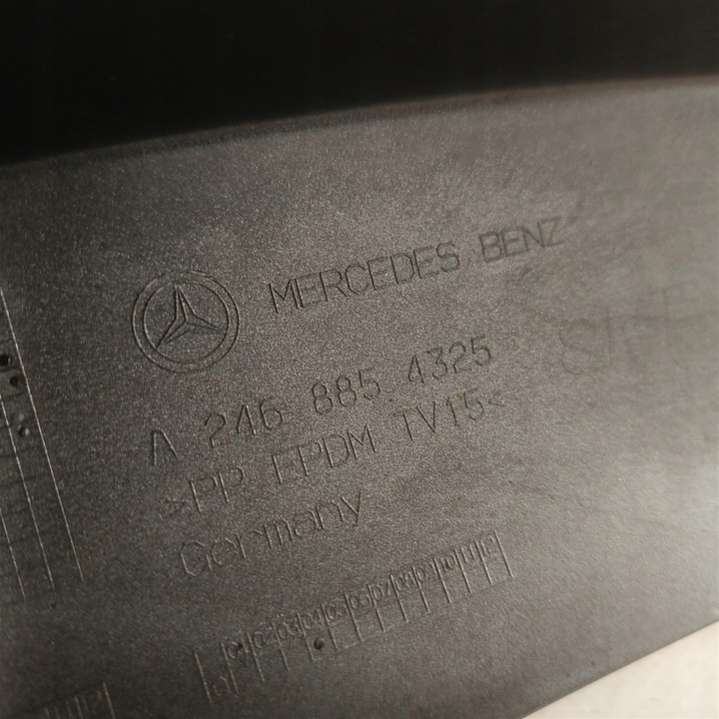 MERCEDES BENZ
A 246 885 4325
>PP EPDM TV15<
Germany